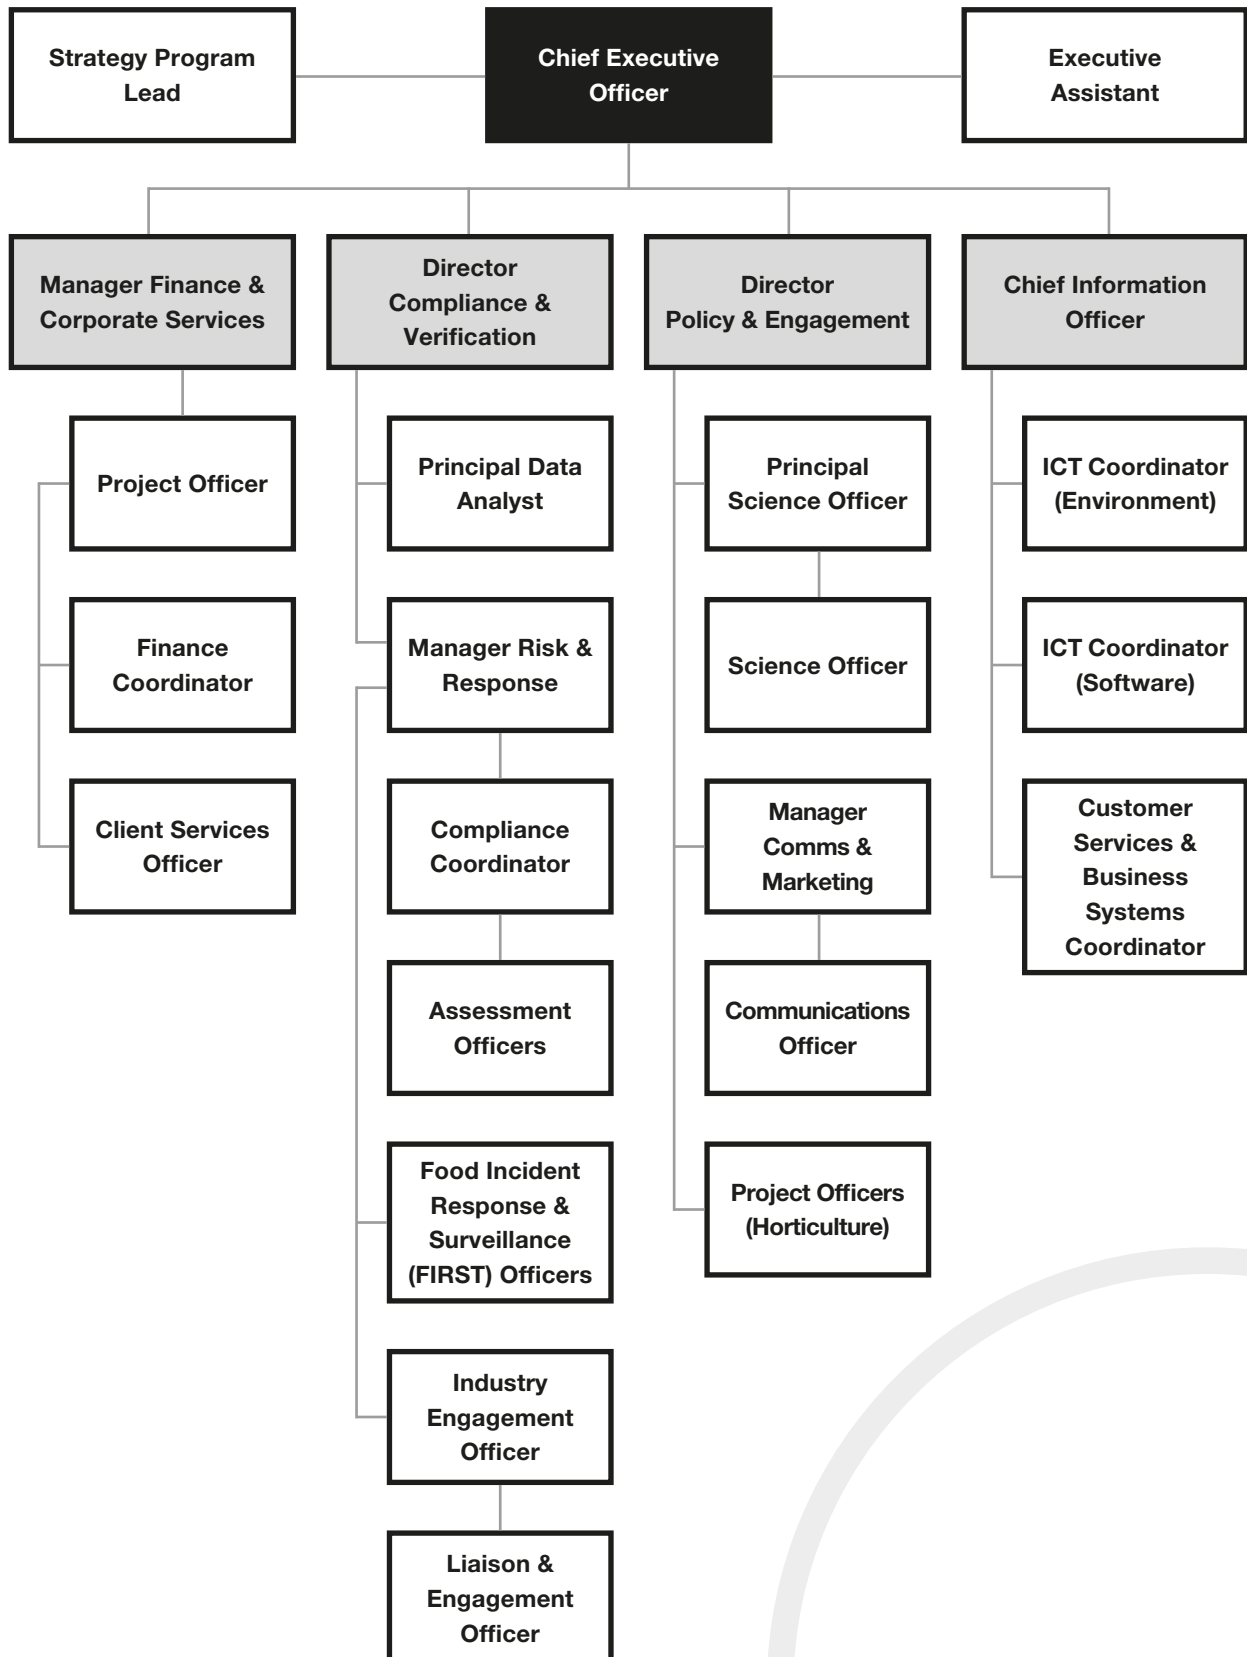 Strategy Program
Lead
Chief Executive
Officer
Executive
Assistant
Manager Finance &
Corporate Services
Director
Compliance &
Verification
Director
Policy & Engagement
Chief Information
Officer
Project Officer
Finance
Coordinator
Client Services
Officer
Principal Data
Analyst
Manager Risk &
Response
Compliance
Coordinator
Assessment
Officers
Food Incident
Response &
Surveillance
(FIRST) Officers
Industry
Engagement
Officer
Liaison &
Engagement
Officer
Principal
Science Officer
Science Officer
Manager
Comms &
Marketing
Communications
Officer
Project Officers
(Horticulture)
ICT Coordinator
(Environment)
ICT Coordinator
(Software)
Customer
Services &
Business
Systems
Coordinator